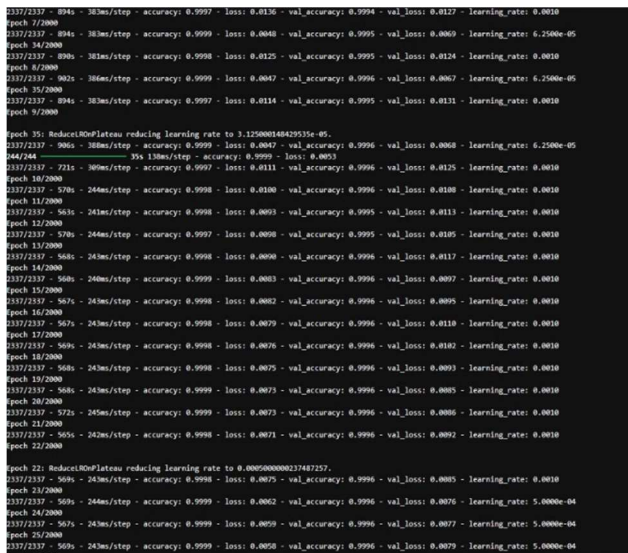 2337/2337 - 894s - 383ms/step - accuracy: 0.9997 - loss: 0.0136 - val_accuracy: 0.9994 - val_loss: 0.0127 - learning_rate: 0.0010
Epoch 7/2000
2337/2337 - 894s - 383ms/step - accuracy: 0.9999 - loss: 0.0048 - val_accuracy: 0.9995 - val_loss: 0.0069 - learning_rate: 6.2500e-05
Epoch 34/2000
2337/2337 - 890s - 381ms/step - accuracy: 0.9998 - loss: 0.0125 - val_accuracy: 0.9995 - val_loss: 0.0124 - learning_rate: 0.0010
Epoch 8/2000
2337/2337 - 902s - 386ms/step - accuracy: 0.9999 - loss: 0.0047 - val_accuracy: 0.9996 - val_loss: 0.0067 - learning_rate: 6.2500e-05
Epoch 35/2000
2337/2337 - 894s - 383ms/step - accuracy: 0.9997 - loss: 0.0114 - val_accuracy: 0.9995 - val_loss: 0.0131 - learning_rate: 0.0010
Epoch 9/2000
Epoch 35: ReduceLROnPlateau reducing learning rate to 3.125000148429535e-05.
2337/2337 - 906s - 388ms/step - accuracy: 0.9999 - loss: 0.0047 - val_accuracy: 0.9996 - val_loss: 0.0068 - learning_rate: 6.2500e-05
244/244 ━━━━━━━━━━ 35s 138ms/step - accuracy: 0.9999 - loss: 0.0053
2337/2337 - 721s - 309ms/step - accuracy: 0.9997 - loss: 0.0111 - val_accuracy: 0.9996 - val_loss: 0.0125 - learning_rate: 0.0010
Epoch 10/2000
2337/2337 - 570s - 244ms/step - accuracy: 0.9998 - loss: 0.0100 - val_accuracy: 0.9996 - val_loss: 0.0108 - learning_rate: 0.0010
Epoch 11/2000
2337/2337 - 563s - 241ms/step - accuracy: 0.9998 - loss: 0.0093 - val_accuracy: 0.9995 - val_loss: 0.0113 - learning_rate: 0.0010
Epoch 12/2000
2337/2337 - 570s - 244ms/step - accuracy: 0.9997 - loss: 0.0098 - val_accuracy: 0.9995 - val_loss: 0.0105 - learning_rate: 0.0010
Epoch 13/2000
2337/2337 - 568s - 243ms/step - accuracy: 0.9998 - loss: 0.0090 - val_accuracy: 0.9996 - val_loss: 0.0117 - learning_rate: 0.0010
Epoch 14/2000
2337/2337 - 560s - 240ms/step - accuracy: 0.9999 - loss: 0.0083 - val_accuracy: 0.9996 - val_loss: 0.0097 - learning_rate: 0.0010
Epoch 15/2000
2337/2337 - 567s - 243ms/step - accuracy: 0.9998 - loss: 0.0082 - val_accuracy: 0.9996 - val_loss: 0.0095 - learning_rate: 0.0010
Epoch 16/2000
2337/2337 - 567s - 243ms/step - accuracy: 0.9998 - loss: 0.0079 - val_accuracy: 0.9996 - val_loss: 0.0110 - learning_rate: 0.0010
Epoch 17/2000
2337/2337 - 569s - 243ms/step - accuracy: 0.9998 - loss: 0.0076 - val_accuracy: 0.9996 - val_loss: 0.0102 - learning_rate: 0.0010
Epoch 18/2000
2337/2337 - 568s - 243ms/step - accuracy: 0.9998 - loss: 0.0075 - val_accuracy: 0.9996 - val_loss: 0.0093 - learning_rate: 0.0010
Epoch 19/2000
2337/2337 - 568s - 243ms/step - accuracy: 0.9999 - loss: 0.0073 - val_accuracy: 0.9996 - val_loss: 0.0085 - learning_rate: 0.0010
Epoch 20/2000
2337/2337 - 572s - 245ms/step - accuracy: 0.9999 - loss: 0.0073 - val_accuracy: 0.9996 - val_loss: 0.0086 - learning_rate: 0.0010
Epoch 21/2000
2337/2337 - 565s - 242ms/step - accuracy: 0.9998 - loss: 0.0071 - val_accuracy: 0.9996 - val_loss: 0.0092 - learning_rate: 0.0010
Epoch 22/2000
Epoch 22: ReduceLROnPlateau reducing learning rate to 0.0005000000237487257.
2337/2337 - 569s - 243ms/step - accuracy: 0.9998 - loss: 0.0075 - val_accuracy: 0.9996 - val_loss: 0.0085 - learning_rate: 0.0010
Epoch 23/2000
2337/2337 - 569s - 244ms/step - accuracy: 0.9999 - loss: 0.0062 - val_accuracy: 0.9996 - val_loss: 0.0076 - learning_rate: 5.0000e-04
Epoch 24/2000
2337/2337 - 567s - 243ms/step - accuracy: 0.9999 - loss: 0.0059 - val_accuracy: 0.9996 - val_loss: 0.0077 - learning_rate: 5.0000e-04
Epoch 25/2000
2337/2337 - 569s - 243ms/step - accuracy: 0.9999 - loss: 0.0058 - val_accuracy: 0.9996 - val_loss: 0.0079 - learning_rate: 5.0000e-04